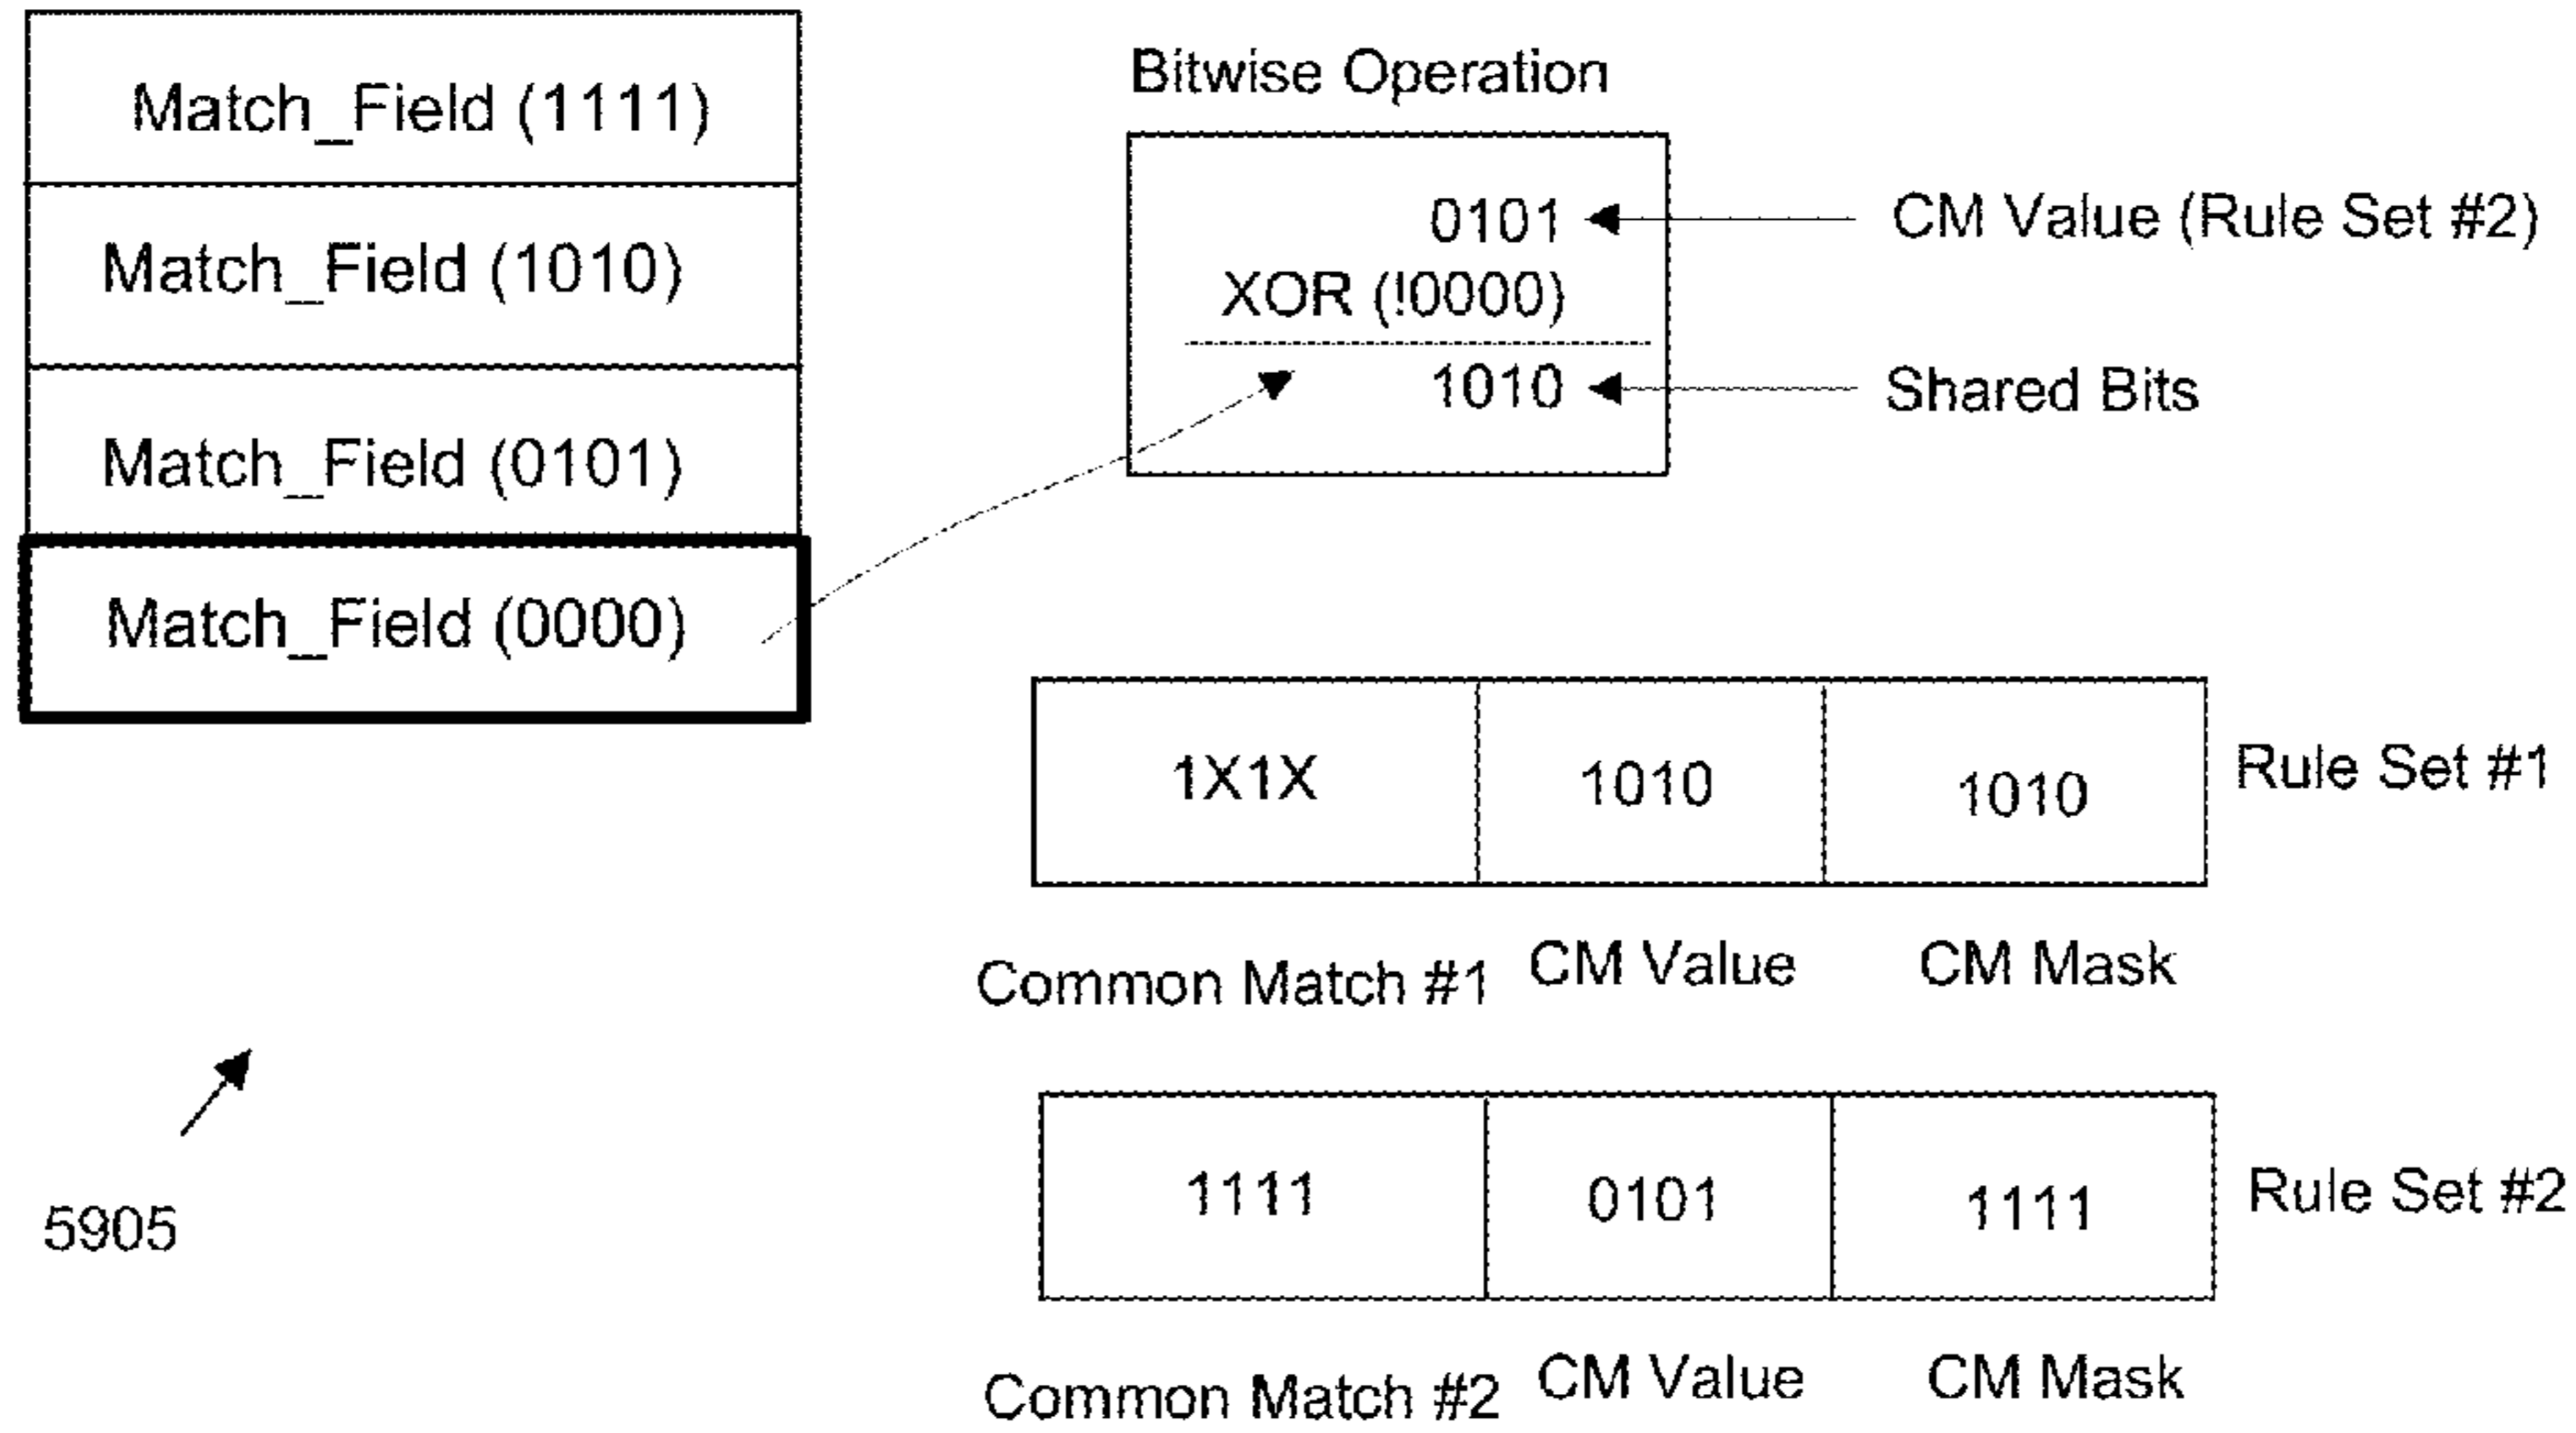 Match_Field (1111)
Match_Field (1010)
Match_Field (0101)
Match_Field (0000)
Bitwise Operation
0101
XOR (!0000)
1010
CM Value (Rule Set #2)
Shared Bits
1X1X
1010
1010
Rule Set #1
Common Match #1
CM Value
CM Mask
1111
0101
1111
Rule Set #2
Common Match #2
CM Value
CM Mask
5905